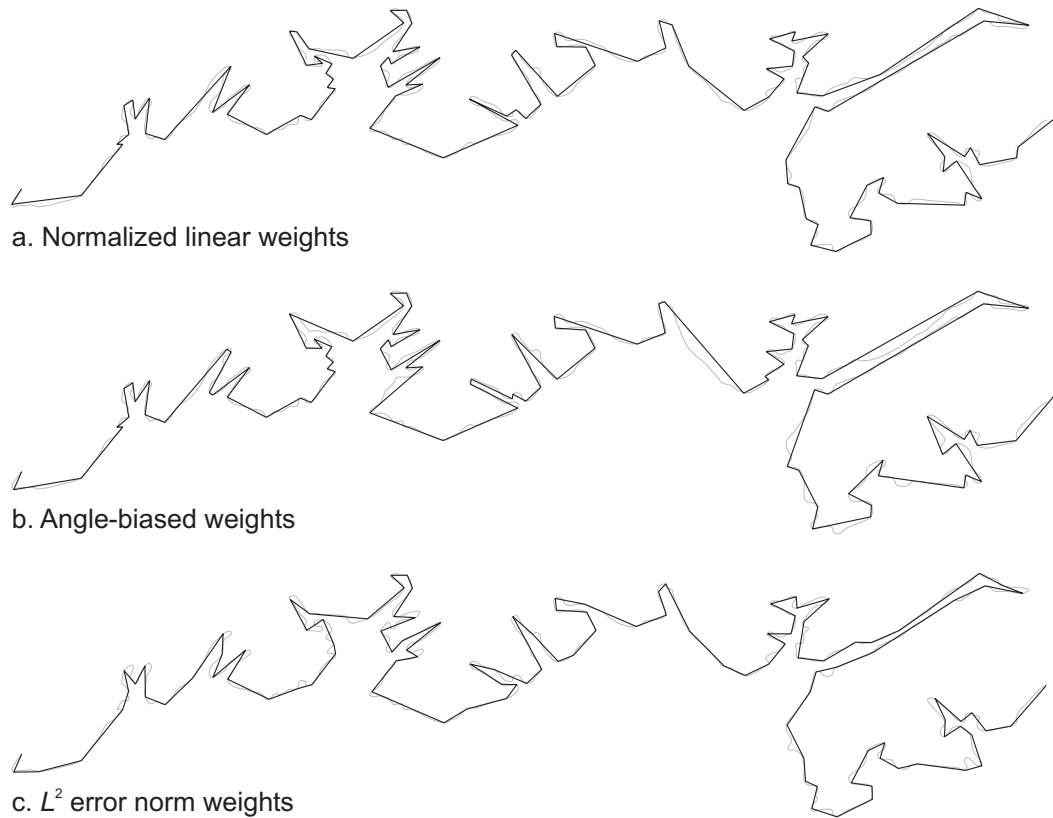 a. Normalized linear weights
b. Angle-biased weights
c. L² error norm weights